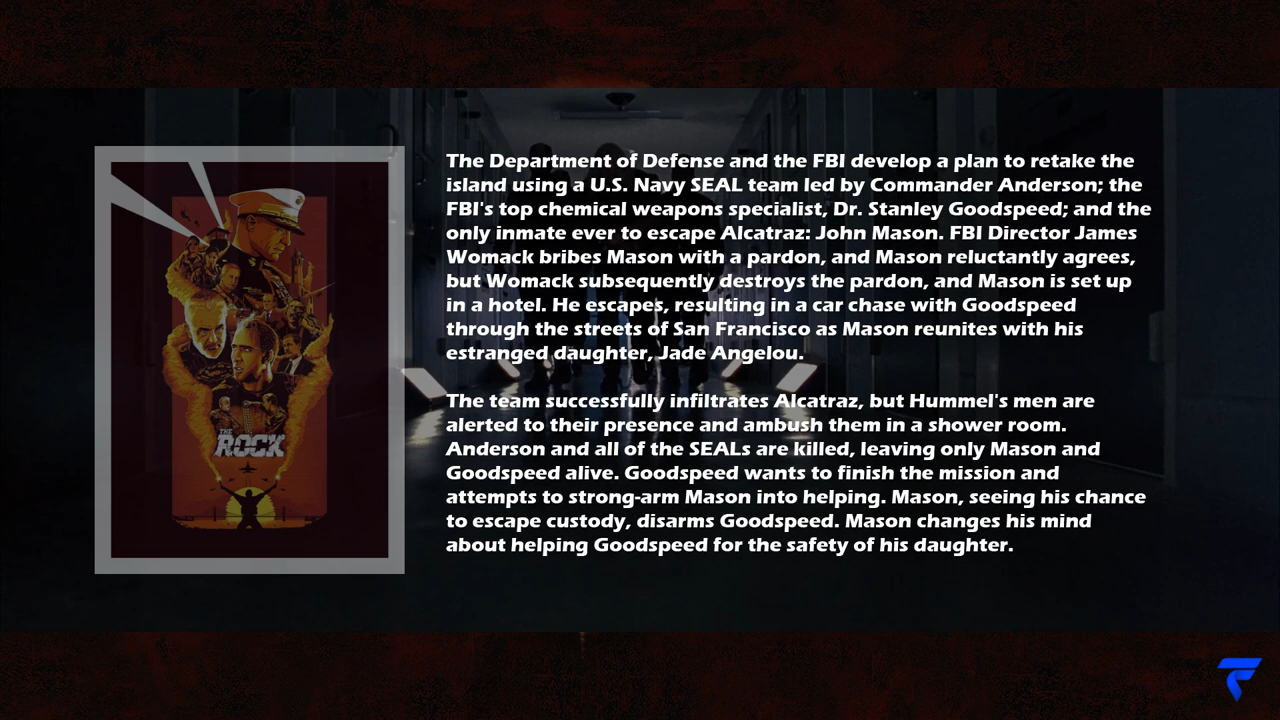 THE
ROCK
The Department of Defense and the FBI develop a plan to retake the
island using a U.S. Navy SEAL team led by Commander Anderson; the
FBI's top chemical weapons specialist, Dr. Stanley Goodspeed; and the
only inmate ever to escape Alcatraz: John Mason. FBI Director James
Womack bribes Mason with a pardon, and Mason reluctantly agrees,
but Womack subsequently destroys the pardon, and Mason is set up
in a hotel. He escapes, resulting in a car chase with Goodspeed
through the streets of San Francisco as Mason reunites with his
estranged daughter, Jade Angelou.
The team successfully infiltrates Alcatraz, but Hummel's men are
alerted to their presence and ambush them in a shower room.
Anderson and all of the SEALs are killed, leaving only Mason and
Goodspeed alive. Goodspeed wants to finish the mission and
attempts to strong-arm Mason into helping. Mason, seeing his chance
to escape custody, disarms Goodspeed. Mason changes his mind
about helping Goodspeed for the safety of his daughter.